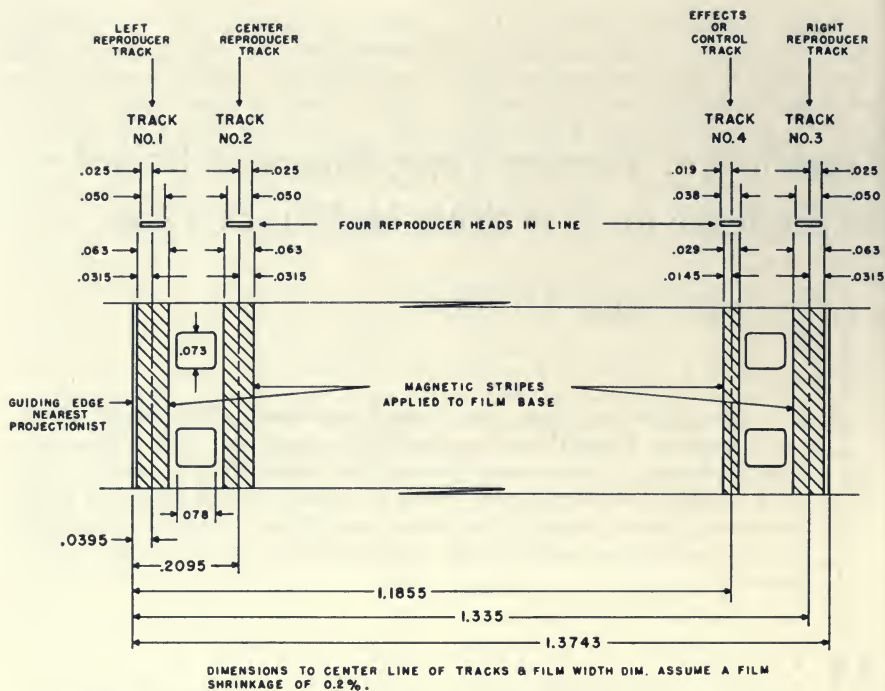 LEFT
REPRODUCER
TRACK
CENTER
REPRODUCER
TRACK
EFFECTS
OR
CONTROL
TRACK
RIGHT
REPRODUCER
TRACK
TRACK
NO.1
TRACK
NO.2
TRACK
NO.4
TRACK
NO.3
.025
.025
.019
.025
.050
.050
.038
.050
FOUR REPRODUCER HEADS IN LINE
.063
.063
.029
.063
.0315
.0315
.0145
.0315
.073
GUIDING EDGE
NEAREST
PROJECTIONIST
MAGNETIC STRIPES
APPLIED TO FILM BASE
.078
.0395
.2095
1.1855
1.335
1.3743
DIMENSIONS TO CENTER LINE OF TRACKS & FILM WIDTH DIM. ASSUME A FILM
SHRINKAGE OF 0.2%.